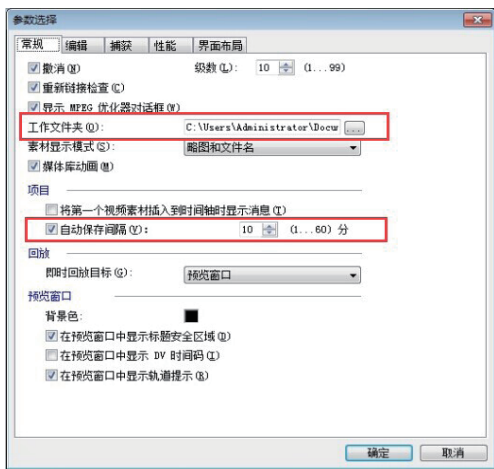 参数选择
常规 编辑 捕获 性能 界面布局
撤消(N) 级数(L): 10 (1...99)
重新链接检查(C)
显示 MPEG 优化器对话框(W)
工作文件夹(O): C:\Users\Administrator\Docu ...
素材显示模式(S): 略图和文件名
媒体库动画(M)
项目
将第一个视频素材插入到时间轴时显示消息(T)
自动保存间隔(V): 10 (1...60) 分
回放
即时回放目标(G): 预览窗口
预览窗口
背景色:
在预览窗口中显示标题安全区域(D)
在预览窗口中显示 DV 时间码(I)
在预览窗口中显示轨道提示(R)
确定 取消